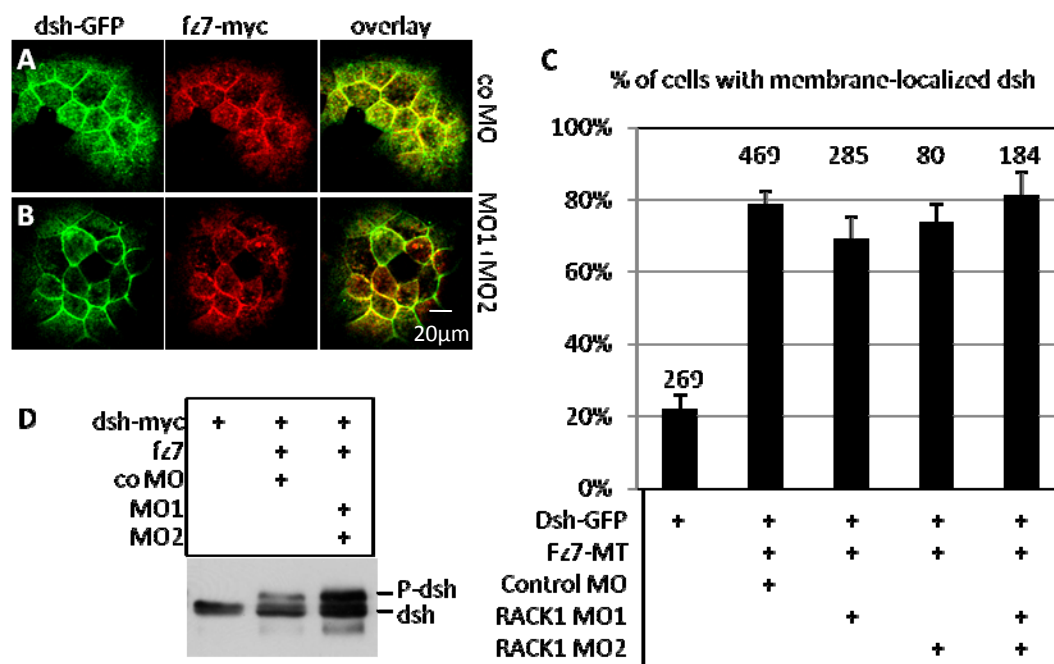 dsh-GFP fz7-myc overlay
A
co MO
B
MO1+MO2
20µm
C
% of cells with membrane-localized dsh
100%
80%
60%
40%
20%
0%
269 469 285 80 184
Dsh-GFP + + + + +
Fz7-MT + + + +
Control MO +
RACK1 MO1 + +
RACK1 MO2 + +
D
dsh-myc + + +
fz7 + +
co MO +
MO1 +
MO2 +
P-dsh
dsh